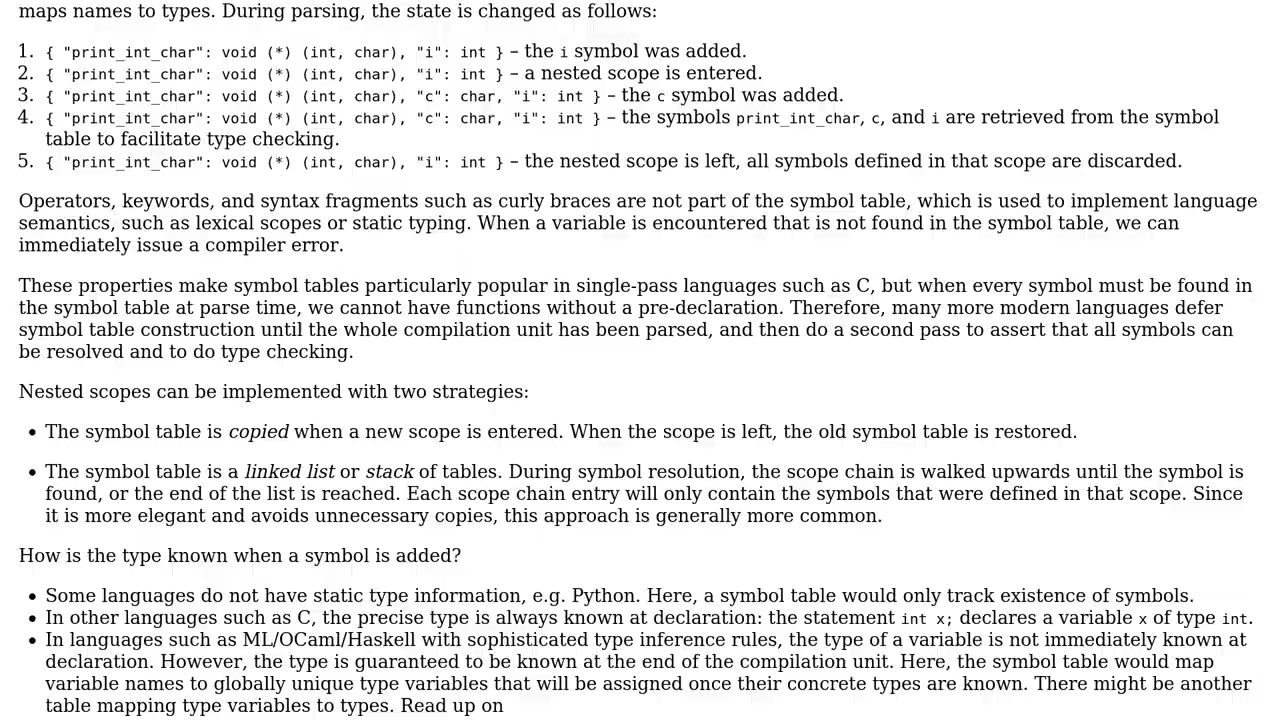 maps names to types. During parsing, the state is changed as follows:
1. { "print_int_char": void (*) (int, char), "i": int } – the i symbol was added.
2. { "print_int_char": void (*) (int, char), "i": int } – a nested scope is entered.
3. { "print_int_char": void (*) (int, char), "c": char, "i": int } – the c symbol was added.
4. { "print_int_char": void (*) (int, char), "c": char, "i": int } – the symbols print_int_char, c, and i are retrieved from the symbol
table to facilitate type checking.
5. { "print_int_char": void (*) (int, char), "i": int } – the nested scope is left, all symbols defined in that scope are discarded.
Operators, keywords, and syntax fragments such as curly braces are not part of the symbol table, which is used to implement language
semantics, such as lexical scopes or static typing. When a variable is encountered that is not found in the symbol table, we can
immediately issue a compiler error.
These properties make symbol tables particularly popular in single-pass languages such as C, but when every symbol must be found in
the symbol table at parse time, we cannot have functions without a pre-declaration. Therefore, many more modern languages defer
symbol table construction until the whole compilation unit has been parsed, and then do a second pass to assert that all symbols can
be resolved and to do type checking.
Nested scopes can be implemented with two strategies:
• The symbol table is copied when a new scope is entered. When the scope is left, the old symbol table is restored.
• The symbol table is a linked list or stack of tables. During symbol resolution, the scope chain is walked upwards until the symbol is
found, or the end of the list is reached. Each scope chain entry will only contain the symbols that were defined in that scope. Since
it is more elegant and avoids unnecessary copies, this approach is generally more common.
How is the type known when a symbol is added?
• Some languages do not have static type information, e.g. Python. Here, a symbol table would only track existence of symbols.
• In other languages such as C, the precise type is always known at declaration: the statement int x; declares a variable x of type int.
• In languages such as ML/OCaml/Haskell with sophisticated type inference rules, the type of a variable is not immediately known at
declaration. However, the type is guaranteed to be known at the end of the compilation unit. Here, the symbol table would map
variable names to globally unique type variables that will be assigned once their concrete types are known. There might be another
table mapping type variables to types. Read up on